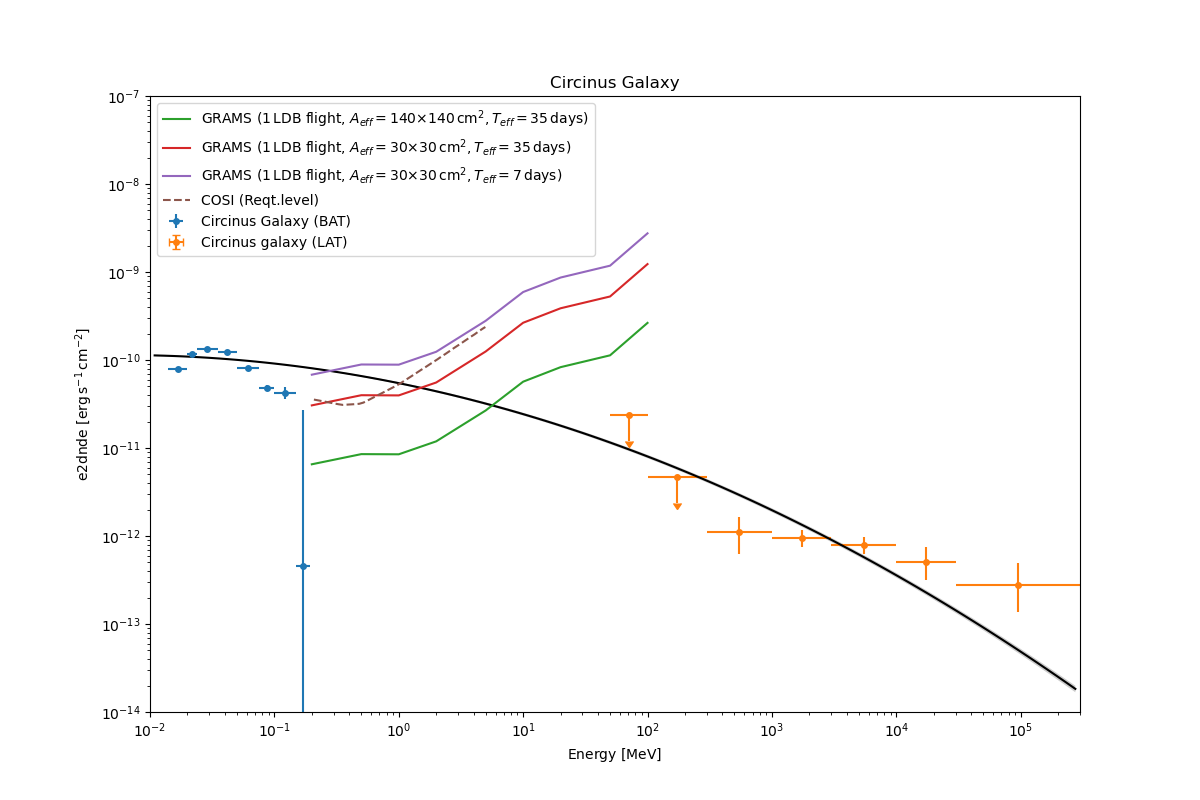 Circinus Galaxy
10⁻⁷
10⁻⁸
10⁻⁹
10⁻¹⁰
10⁻¹¹
10⁻¹²
10⁻¹³
10⁻¹⁴
e2dnde [erg s⁻¹ cm⁻²]
GRAMS (1 LDB flight, A_eff = 140×140 cm², T_eff = 35 days)
GRAMS (1 LDB flight, A_eff = 30×30 cm², T_eff = 35 days)
GRAMS (1 LDB flight, A_eff = 30×30 cm², T_eff = 7 days)
COSI (Reqt.level)
Circinus Galaxy (BAT)
Circinus galaxy (LAT)
10⁻² 10⁻¹ 10⁰ 10¹ 10² 10³ 10⁴ 10⁵
Energy [MeV]